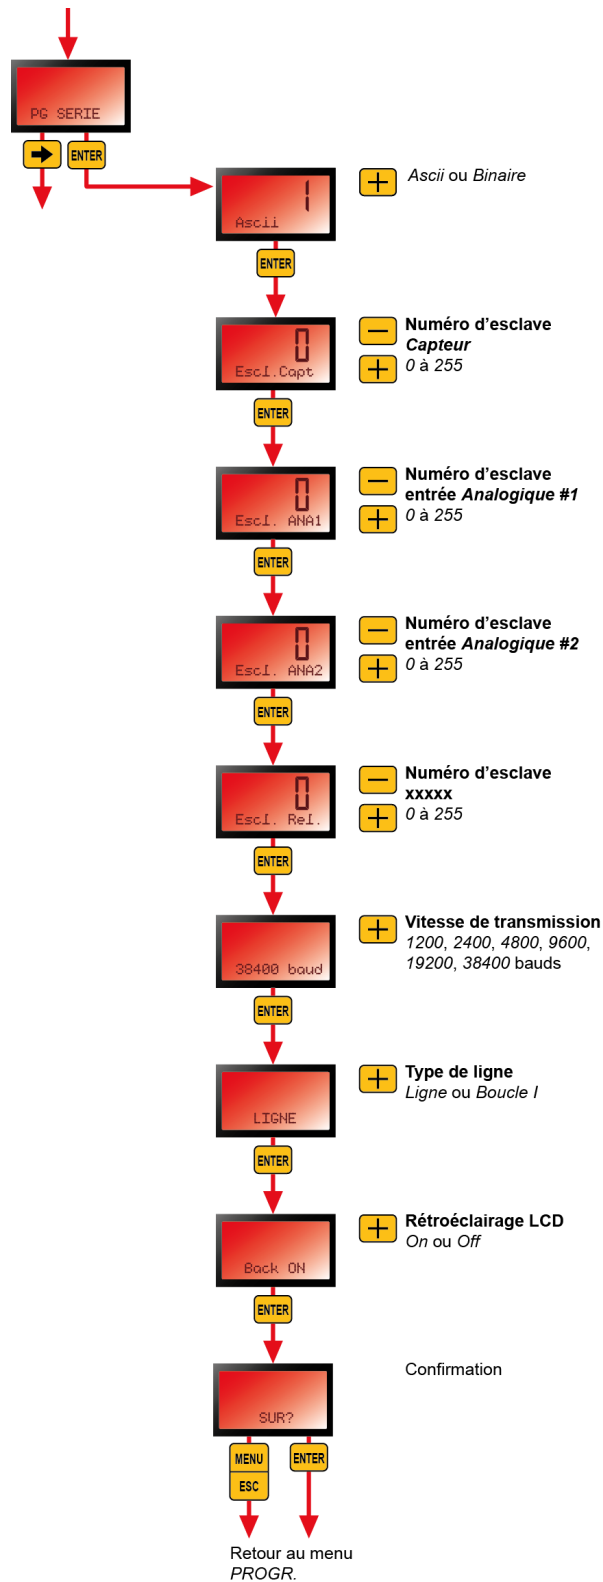 PG SERIE
ENTER
1
Ascii
Ascii ou Binaire
ENTER
0
Escl.Capt
Numéro d’esclave
Capteur
0 à 255
ENTER
0
Escl. ANA1
Numéro d’esclave
entrée Analogique #1
0 à 255
ENTER
0
Escl. ANA2
Numéro d’esclave
entrée Analogique #2
0 à 255
ENTER
0
Escl. Rel.
Numéro d’esclave
xxxxx
0 à 255
ENTER
38400 baud
Vitesse de transmission
1200, 2400, 4800, 9600,
19200, 38400 bauds
ENTER
LIGNE
Type de ligne
Ligne ou Boucle I
ENTER
Back ON
Rétroéclairage LCD
On ou Off
ENTER
SUR?
Confirmation
MENU
ESC
ENTER
Retour au menu
PROGR.